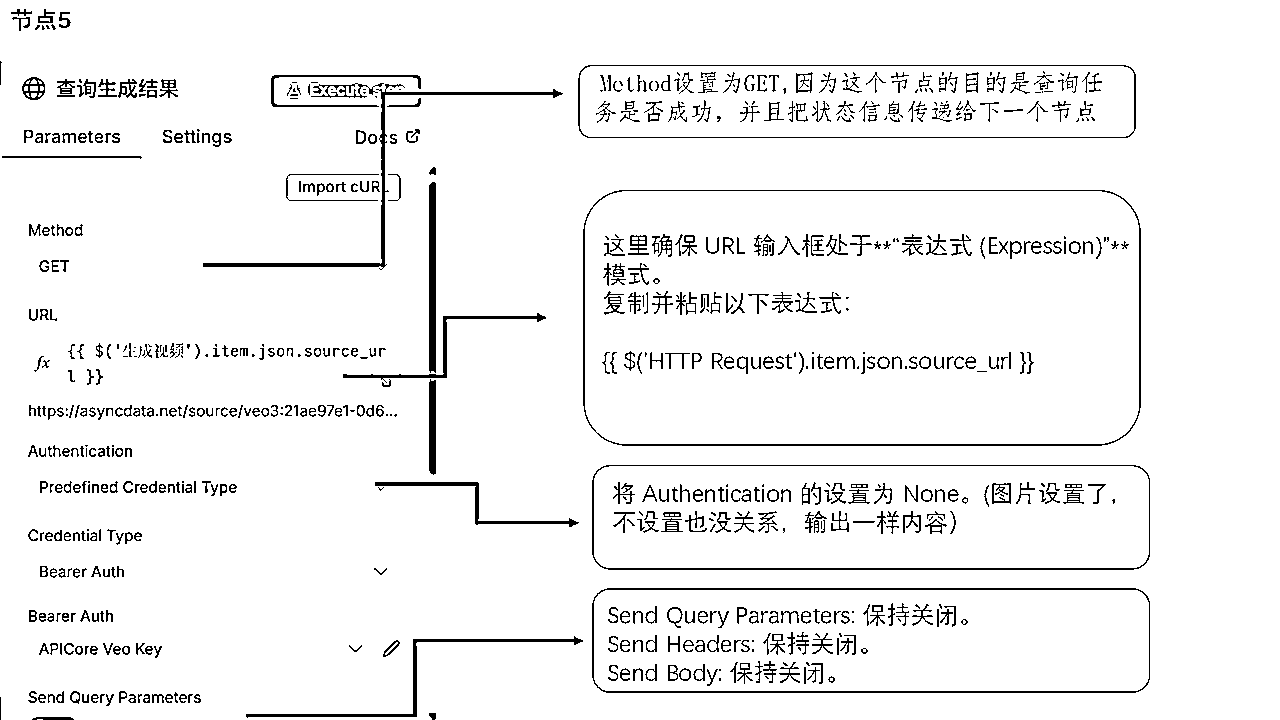 节点5
查询生成结果
Execute step
Parameters
Settings
Docs
Import cURL
Method
GET
URL
fx
{{ $('生成视频').item.json.source_ur
l }}
https://asyncdata.net/source/veo3:21ae97e1-0d6...
Authentication
Predefined Credential Type
Credential Type
Bearer Auth
Bearer Auth
APICore Veo Key
Send Query Parameters
Method设置为GET,因为这个节点的目的是查询任
务是否成功，并且把状态信息传递给下一个节点
这里确保 URL 输入框处于**“表达式 (Expression)”**
模式。
复制并粘贴以下表达式：
{{ $('HTTP Request').item.json.source_url }}
将 Authentication 的设置为 None。(图片设置了，
不设置也没关系，输出一样内容）
Send Query Parameters: 保持关闭。
Send Headers: 保持关闭。
Send Body: 保持关闭。